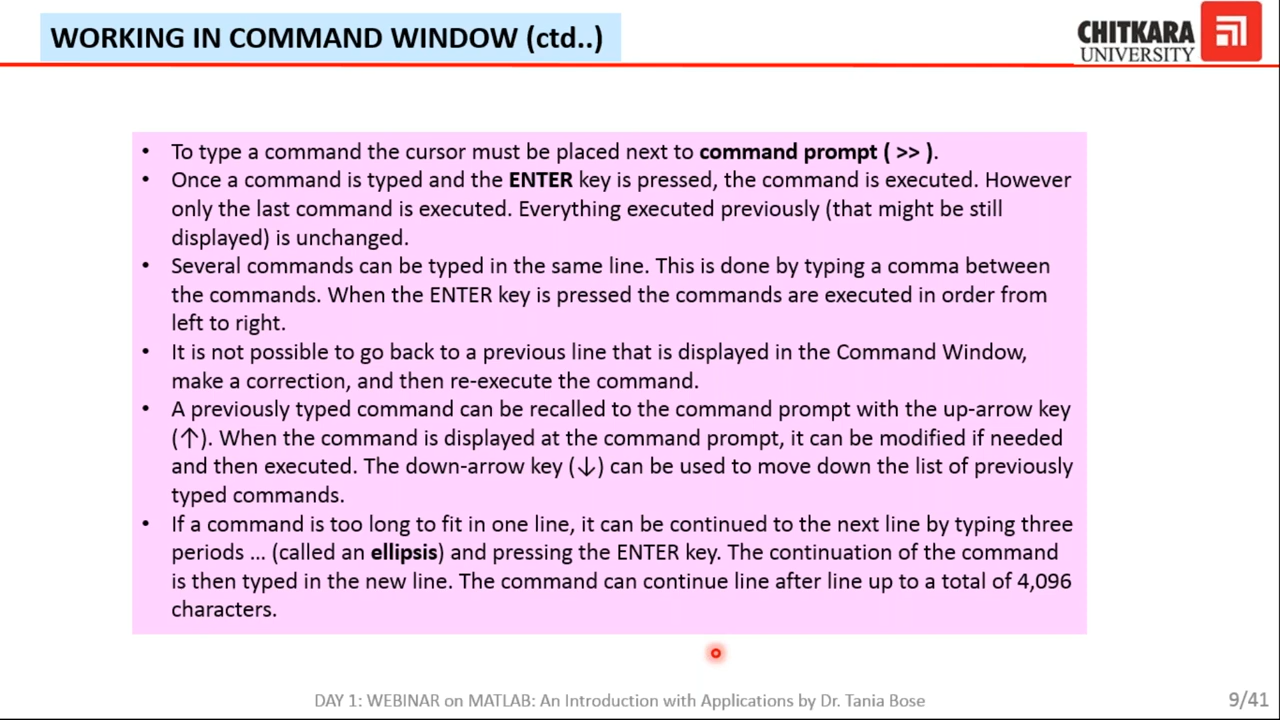 WORKING IN COMMAND WINDOW (ctd..)
CHITKARA
UNIVERSITY
• To type a command the cursor must be placed next to command prompt ( >> ).
• Once a command is typed and the ENTER key is pressed, the command is executed. However
only the last command is executed. Everything executed previously (that might be still
displayed) is unchanged.
• Several commands can be typed in the same line. This is done by typing a comma between
the commands. When the ENTER key is pressed the commands are executed in order from
left to right.
• It is not possible to go back to a previous line that is displayed in the Command Window,
make a correction, and then re-execute the command.
• A previously typed command can be recalled to the command prompt with the up-arrow key
(↑). When the command is displayed at the command prompt, it can be modified if needed
and then executed. The down-arrow key (↓) can be used to move down the list of previously
typed commands.
• If a command is too long to fit in one line, it can be continued to the next line by typing three
periods ... (called an ellipsis) and pressing the ENTER key. The continuation of the command
is then typed in the new line. The command can continue line after line up to a total of 4,096
characters.
DAY 1: WEBINAR on MATLAB: An Introduction with Applications by Dr. Tania Bose
9/41